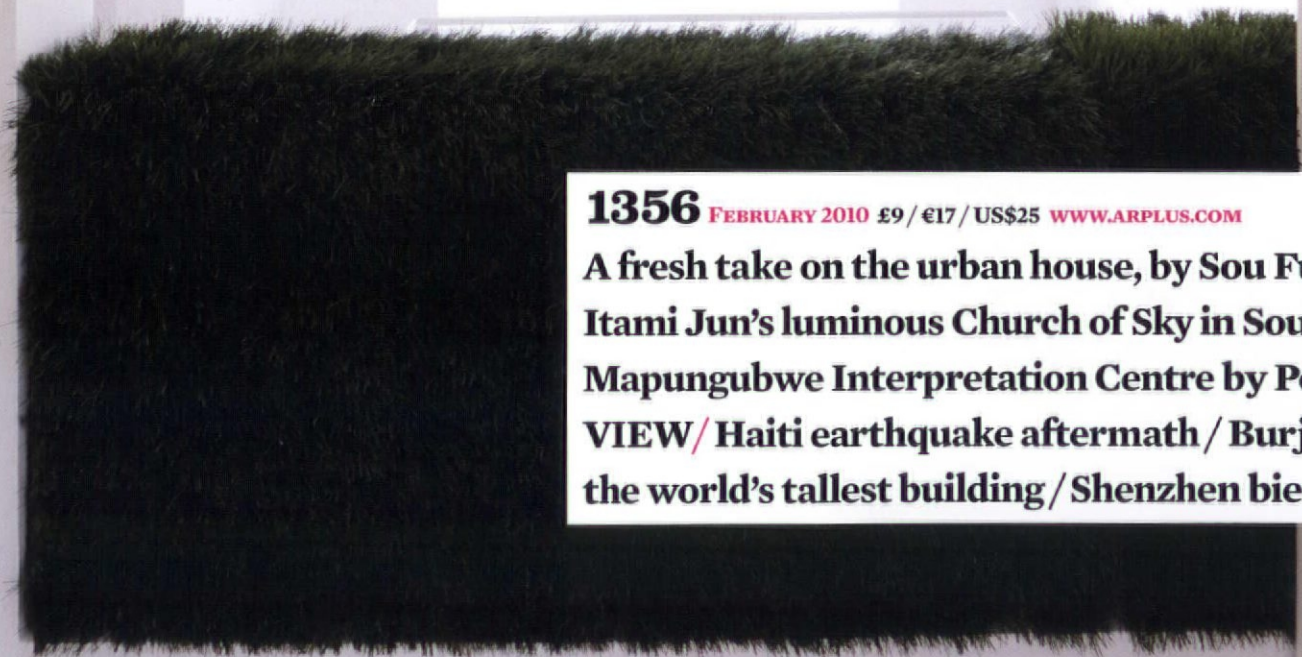 1356 FEBRUARY 2010 £9/€17/US$25 WWW.ARPLUS.COM
A fresh take on the urban house, by Sou
Itami Jun's luminous Church of Sky in
Mapungubwe Interpretation Centre by
VIEW/ Haiti earthquake aftermath /
the world's tallest building/Shenzhen